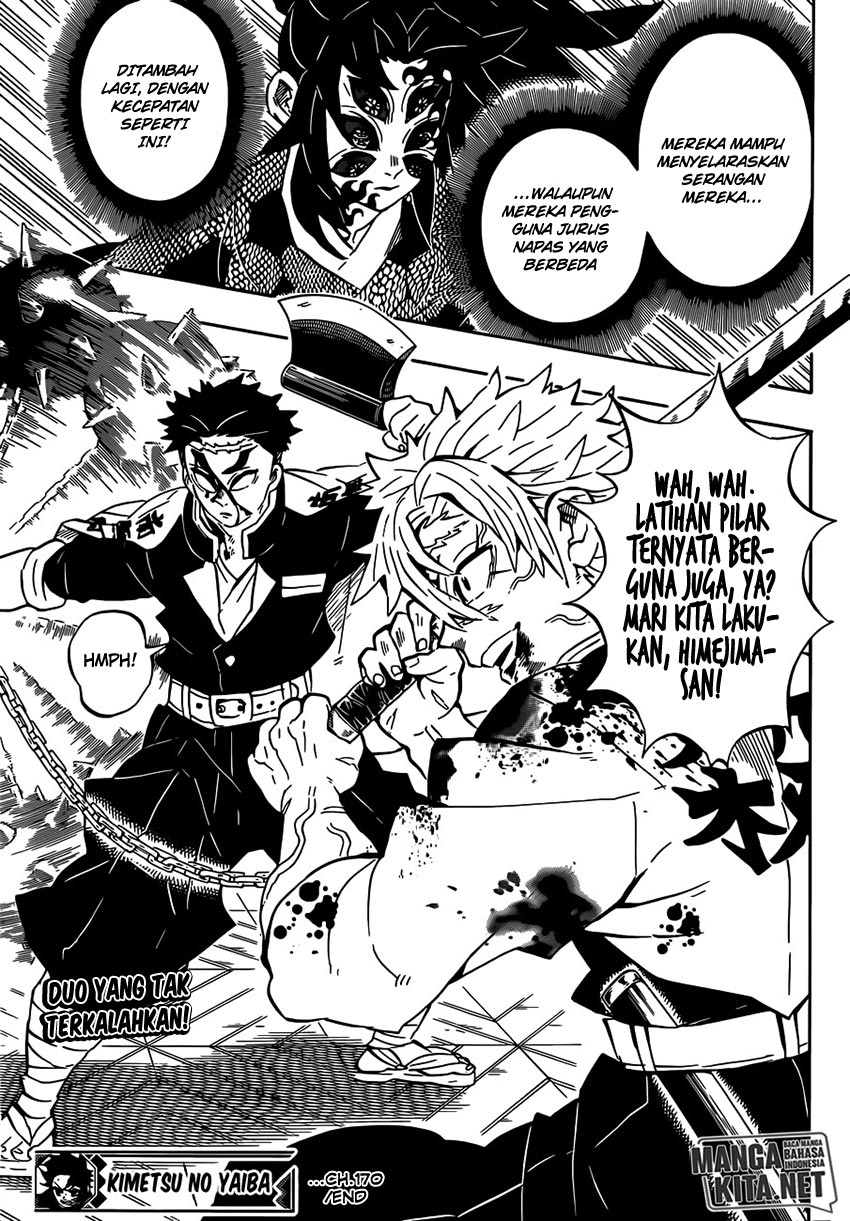 MEREKA MAMPU
MENYELARASKAN
SERANGAN
MEREKA...
...WALAUPUN
MEREKA PENG-
GUNA JURUS
NAPAS YANG
BERBEDA
DITAMBAH
LAGI, DENGAN
KECEPATAN
SEPERTI
INI!
WAH, WAH.
LATIHAN PILAR
TERNYATA BER-
GUNA JUGA, YA?
MARI KITA LAKU-
KAN, HIMEJIMA-
SAN!
HMPH!
DUO YANG TAK
TERKALAHKAN!
KIMETSU NO YAIBA
...CH.170
/END
MANGA
BACA MANGA
BAHASA
INDONESIA
KITA.NET